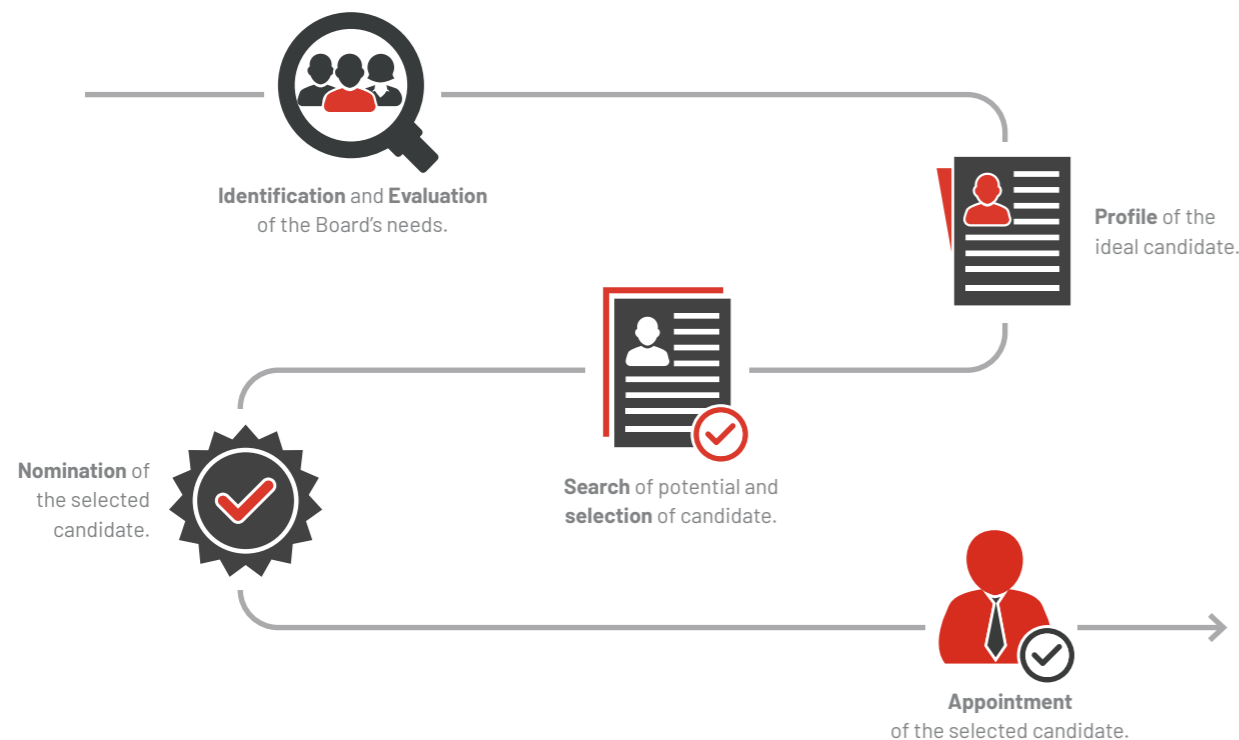 Identification and Evaluation
of the Board’s needs.
Profile of the
ideal candidate.
Search of potential and
selection of candidate.
Nomination of
the selected
candidate.
Appointment
of the selected candidate.